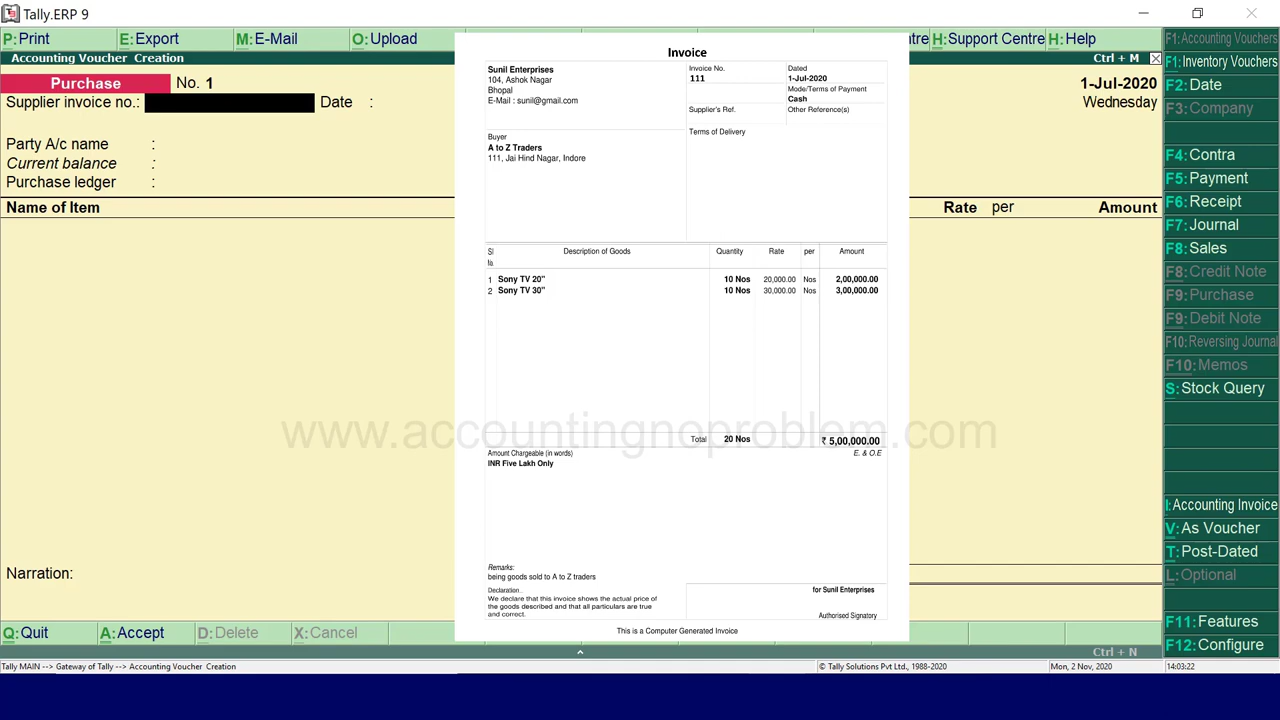 Tally.ERP 9
P: Print E: Export M: E-Mail O: Upload tre H: Support Centre H: Help
Accounting Voucher Creation Ctrl + M
Purchase No. 1 1-Jul-2020
Supplier invoice no.: Date : Wednesday
Party A/c name :
Current balance :
Purchase ledger :
Name of Item Rate per Amount
Invoice
Sunil Enterprises
104, Ashok Nagar
Bhopal
E-Mail : sunil@gmail.com
Invoice No.
111
Dated
1-Jul-2020
Mode/Terms of Payment
Cash
Supplier's Ref. Other Reference(s)
Buyer
A to Z Traders
111, Jai Hind Nagar, Indore
Terms of Delivery
Sl Description of Goods Quantity Rate per Amount
1 Sony TV 20" 10 Nos 20,000.00 Nos 2,00,000.00
2 Sony TV 30" 10 Nos 30,000.00 Nos 3,00,000.00
www.accountingnoproblem.com
Total 20 Nos ₹ 5,00,000.00
Amount Chargeable (in words) E. & O.E
INR Five Lakh Only
Remarks:
being goods sold to A to Z traders
Declaration
We declare that this invoice shows the actual price of
the goods described and that all particulars are true
and correct.
for Sunil Enterprises
Authorised Signatory
This is a Computer Generated Invoice
Narration:
Q: Quit A: Accept D: Delete X: Cancel
Ctrl + N
F1: Accounting Vouchers
F1: Inventory Vouchers
F2: Date
F3: Company
F4: Contra
F5: Payment
F6: Receipt
F7: Journal
F8: Sales
F8: Credit Note
F9: Purchase
F9: Debit Note
F10: Reversing Journal
F10: Memos
S: Stock Query
I: Accounting Invoice
V: As Voucher
T: Post-Dated
L: Optional
F11: Features
F12: Configure
Tally MAIN --> Gateway of Tally --> Accounting Voucher Creation © Tally Solutions Pvt Ltd., 1988-2020 Mon, 2 Nov, 2020 14:03:22